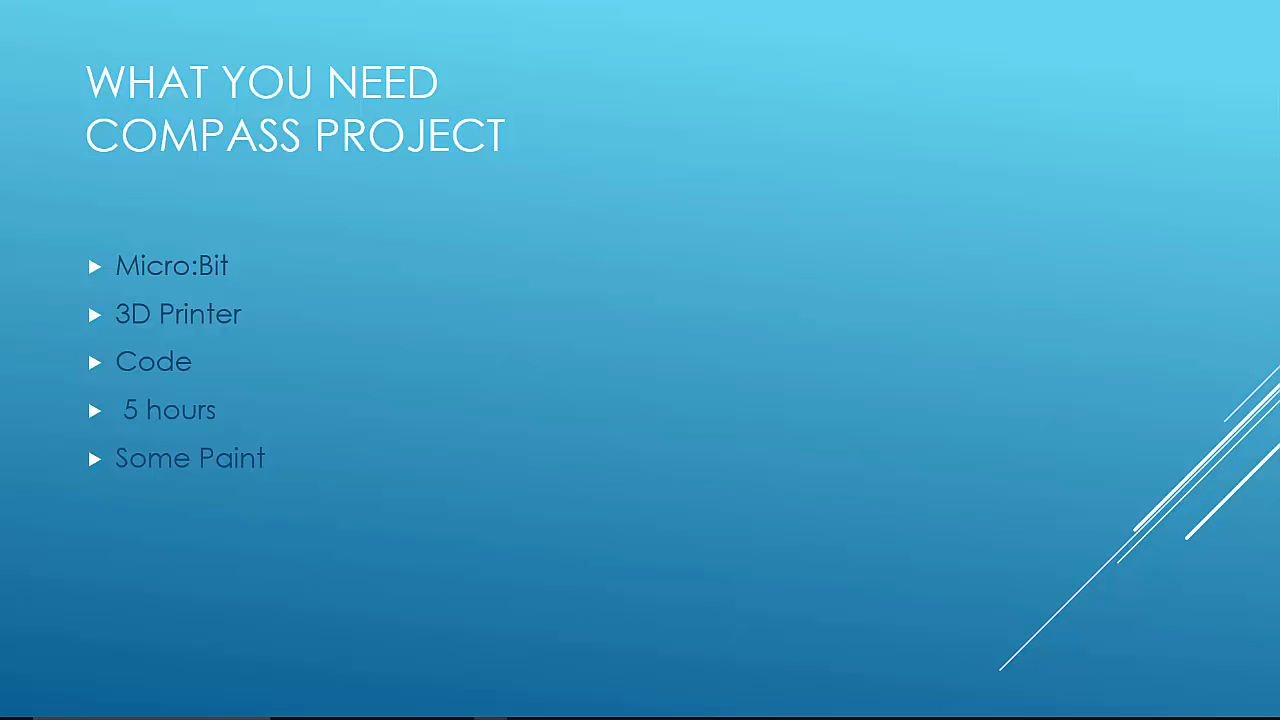 WHAT YOU NEED
COMPASS PROJECT
Micro:Bit
3D Printer
Code
5 hours
Some Paint